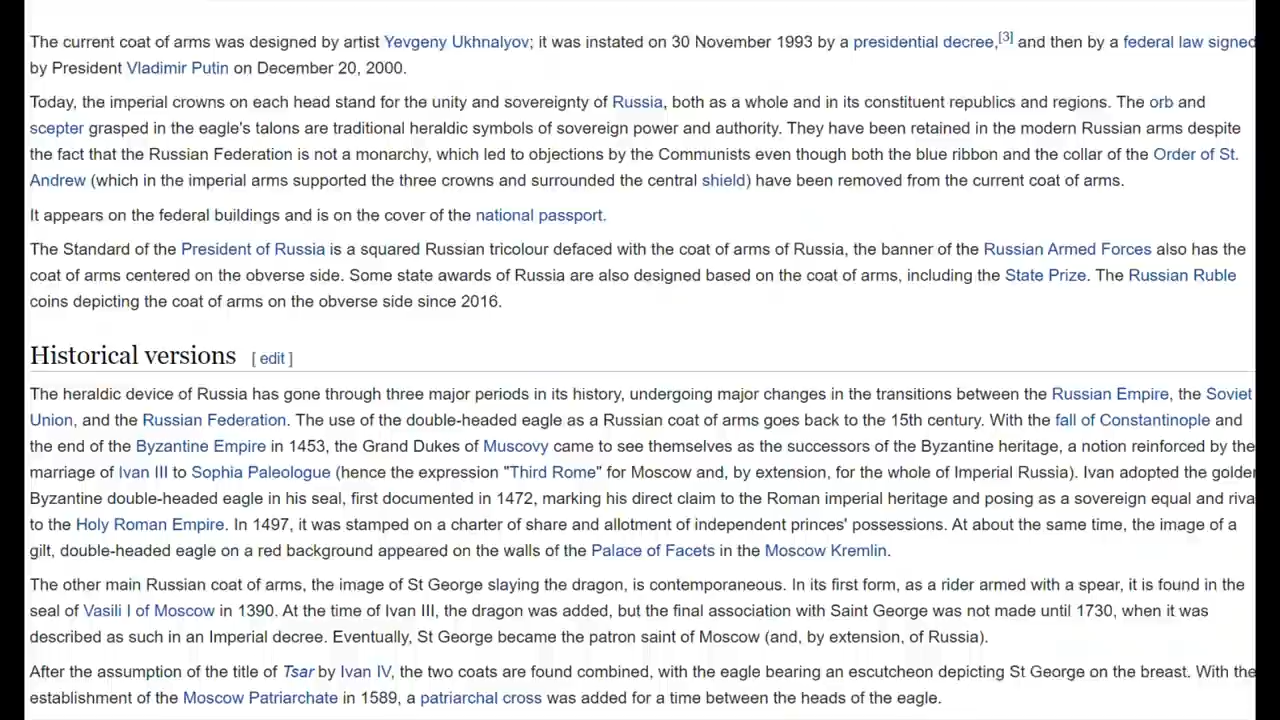 The current coat of arms was designed by artist Yevgeny Ukhnalyov; it was instated on 30 November 1993 by a presidential decree,[3] and then by a federal law signed
by President Vladimir Putin on December 20, 2000.
Today, the imperial crowns on each head stand for the unity and sovereignty of Russia, both as a whole and in its constituent republics and regions. The orb and
scepter grasped in the eagle's talons are traditional heraldic symbols of sovereign power and authority. They have been retained in the modern Russian arms despite
the fact that the Russian Federation is not a monarchy, which led to objections by the Communists even though both the blue ribbon and the collar of the Order of St.
Andrew (which in the imperial arms supported the three crowns and surrounded the central shield) have been removed from the current coat of arms.
It appears on the federal buildings and is on the cover of the national passport.
The Standard of the President of Russia is a squared Russian tricolour defaced with the coat of arms of Russia, the banner of the Russian Armed Forces also has the
coat of arms centered on the obverse side. Some state awards of Russia are also designed based on the coat of arms, including the State Prize. The Russian Ruble
coins depicting the coat of arms on the obverse side since 2016.
Historical versions [ edit ]
The heraldic device of Russia has gone through three major periods in its history, undergoing major changes in the transitions between the Russian Empire, the Soviet
Union, and the Russian Federation. The use of the double-headed eagle as a Russian coat of arms goes back to the 15th century. With the fall of Constantinople and
the end of the Byzantine Empire in 1453, the Grand Dukes of Muscovy came to see themselves as the successors of the Byzantine heritage, a notion reinforced by the
marriage of Ivan III to Sophia Paleologue (hence the expression "Third Rome" for Moscow and, by extension, for the whole of Imperial Russia). Ivan adopted the golden
Byzantine double-headed eagle in his seal, first documented in 1472, marking his direct claim to the Roman imperial heritage and posing as a sovereign equal and riva
to the Holy Roman Empire. In 1497, it was stamped on a charter of share and allotment of independent princes' possessions. At about the same time, the image of a
gilt, double-headed eagle on a red background appeared on the walls of the Palace of Facets in the Moscow Kremlin.
The other main Russian coat of arms, the image of St George slaying the dragon, is contemporaneous. In its first form, as a rider armed with a spear, it is found in the
seal of Vasili I of Moscow in 1390. At the time of Ivan III, the dragon was added, but the final association with Saint George was not made until 1730, when it was
described as such in an Imperial decree. Eventually, St George became the patron saint of Moscow (and, by extension, of Russia).
After the assumption of the title of Tsar by Ivan IV, the two coats are found combined, with the eagle bearing an escutcheon depicting St George on the breast. With the
establishment of the Moscow Patriarchate in 1589, a patriarchal cross was added for a time between the heads of the eagle.